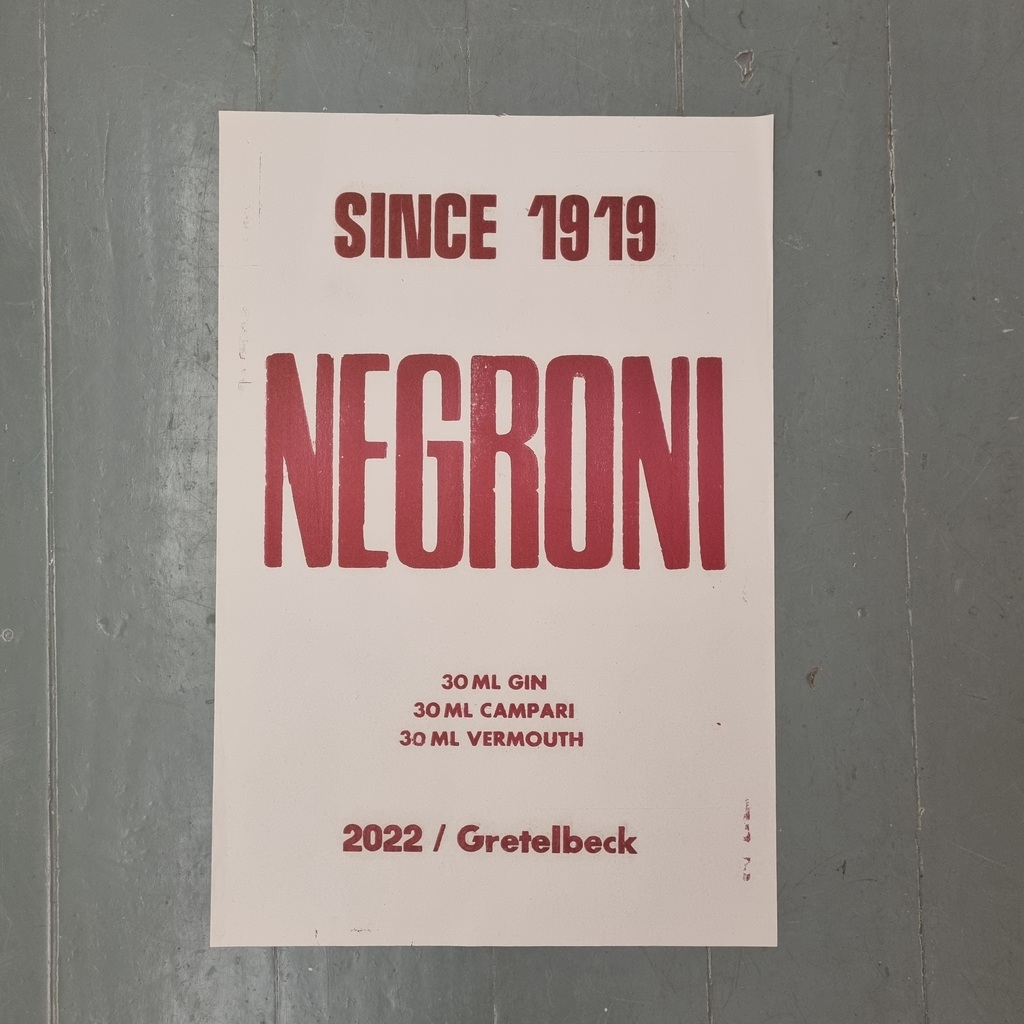 SINCE 1919
NEGRONI
30 ML GIN
30 ML CAMPARI
30 ML VERMOUTH
2022 / Gretelbeck